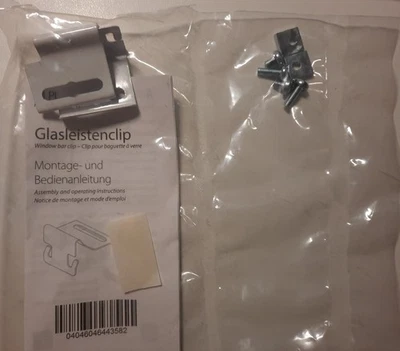 Glasleistenclip
Window bar clip – Clip pour baguette à verre
Montage- und
Bedienanleitung
Assembly and operating instructions
Notice de montage et mode d'emploi
04046046443582